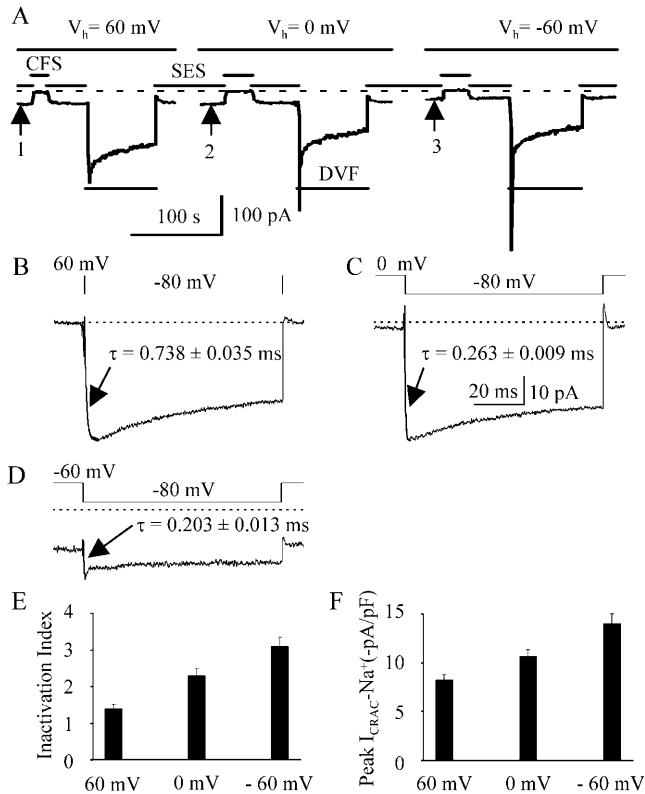 A
Vh= 60 mV
Vh= 0 mV
Vh= -60 mV
CFS
SES
1
2
3
DVF
100 s
100 pA
B
60 mV
-80 mV
τ = 0.738 ± 0.035 ms
C
0 mV
-80 mV
τ = 0.263 ± 0.009 ms
20 ms
10 pA
D
-60 mV
-80 mV
τ = 0.203 ± 0.013 ms
E
Inactivation Index
4
3
2
1
0
60 mV
0 mV
- 60 mV
F
Peak ICRAC-Na+(-pA/pF)
15
10
5
0
60 mV
0 mV
- 60 mV